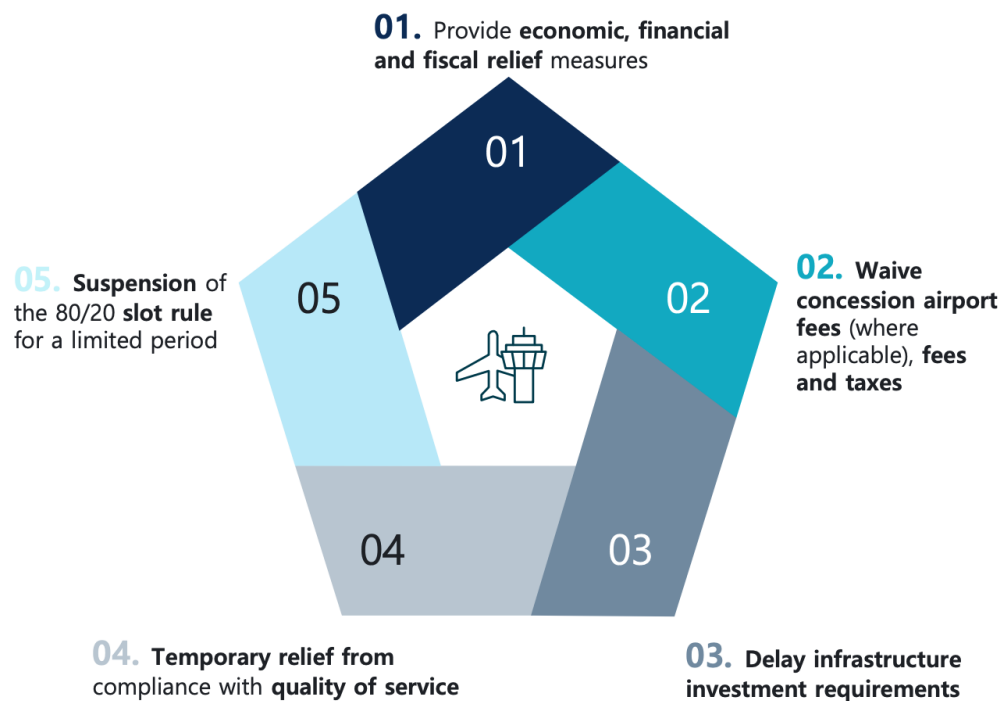 01. Provide economic, financial
and fiscal relief measures
01
05. Suspension of
the 80/20 slot rule
for a limited period
05
02
02. Waive
concession airport
fees (where
applicable), fees
and taxes
04
03
04. Temporary relief from
compliance with quality of service
03. Delay infrastructure
investment requirements